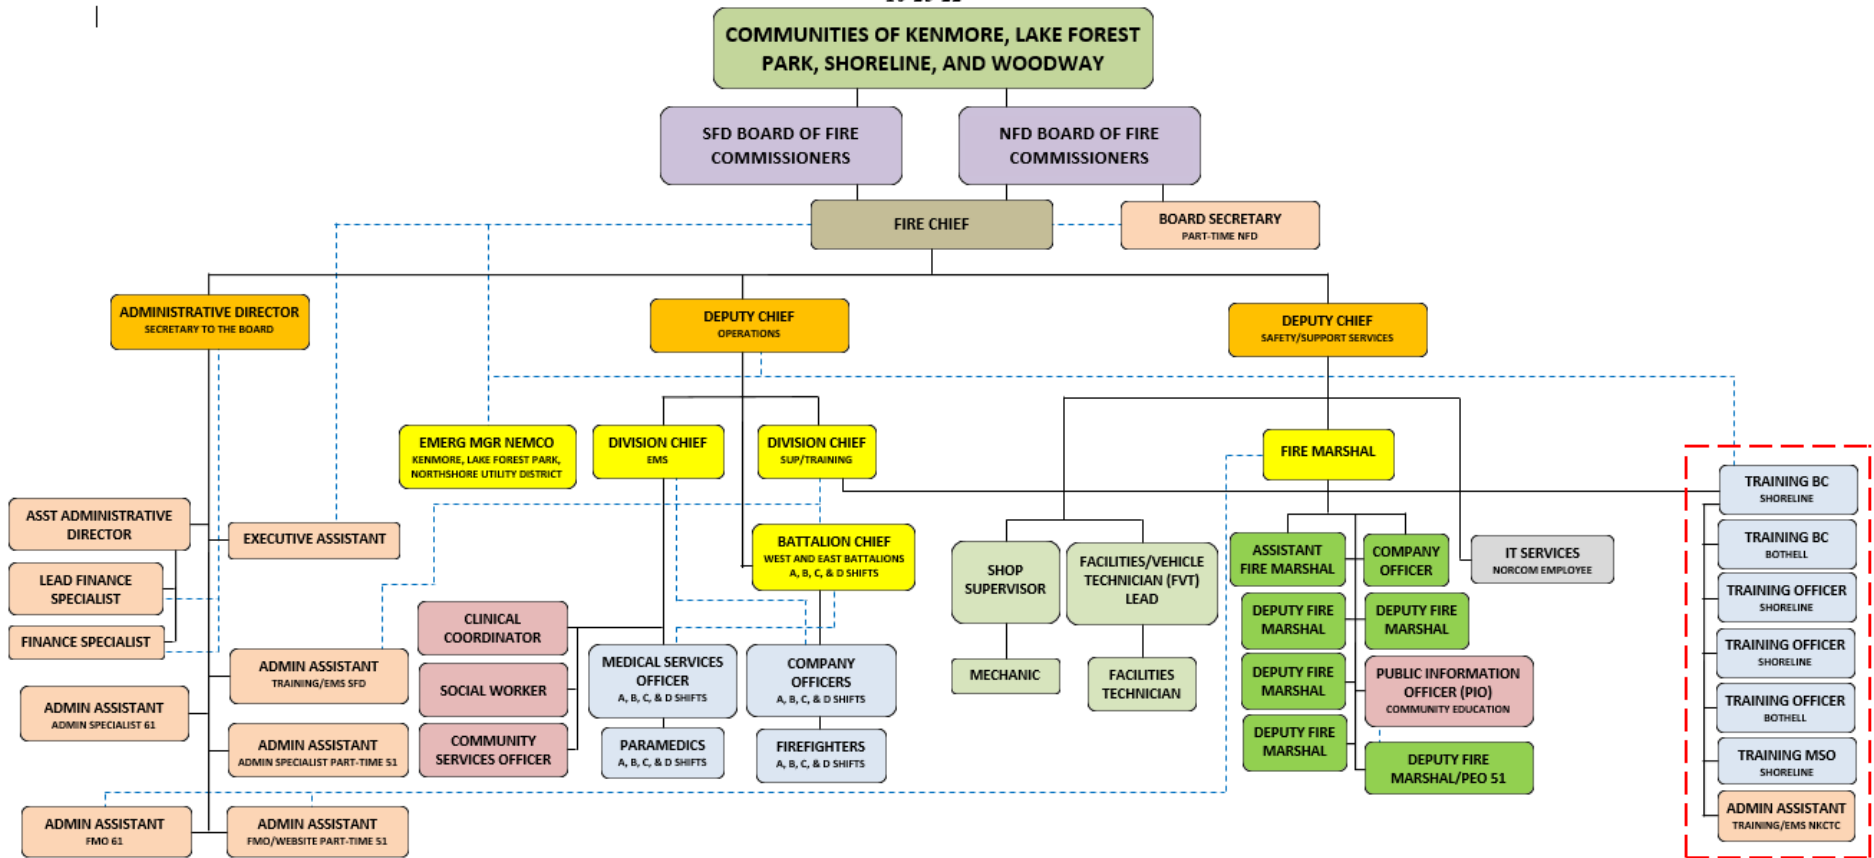 COMMUNITIES OF KENMORE, LAKE FOREST
PARK, SHORELINE, AND WOODWAY
SFD BOARD OF FIRE
COMMISSIONERS
NFD BOARD OF FIRE
COMMISSIONERS
FIRE CHIEF
BOARD SECRETARY
PART-TIME NFD
ADMINISTRATIVE DIRECTOR
SECRETARY TO THE BOARD
DEPUTY CHIEF
OPERATIONS
DEPUTY CHIEF
SAFETY/SUPPORT SERVICES
EMERG MGR NEMCO
KENMORE, LAKE FOREST PARK,
NORTHSHORE UTILITY DISTRICT
DIVISION CHIEF
EMS
DIVISION CHIEF
SUP/TRAINING
FIRE MARSHAL
ASST ADMINISTRATIVE
DIRECTOR
EXECUTIVE ASSISTANT
LEAD FINANCE
SPECIALIST
FINANCE SPECIALIST
ADMIN ASSISTANT
TRAINING/EMS SFD
ADMIN ASSISTANT
ADMIN SPECIALIST 61
ADMIN ASSISTANT
ADMIN SPECIALIST PART-TIME 51
ADMIN ASSISTANT
FMO 61
ADMIN ASSISTANT
FMO/WEBSITE PART-TIME 51
BATTALION CHIEF
WEST AND EAST BATTALIONS
A, B, C, & D SHIFTS
CLINICAL
COORDINATOR
SOCIAL WORKER
COMMUNITY
SERVICES OFFICER
MEDICAL SERVICES
OFFICER
A, B, C, & D SHIFTS
PARAMEDICS
A, B, C, & D SHIFTS
COMPANY
OFFICERS
A, B, C, & D SHIFTS
FIREFIGHTERS
A, B, C, & D SHIFTS
SHOP
SUPERVISOR
MECHANIC
FACILITIES/VEHICLE
TECHNICIAN (FVT)
LEAD
FACILITIES
TECHNICIAN
ASSISTANT
FIRE MARSHAL
COMPANY
OFFICER
DEPUTY FIRE
MARSHAL
DEPUTY FIRE
MARSHAL
DEPUTY FIRE
MARSHAL
PUBLIC INFORMATION
OFFICER (PIO)
COMMUNITY EDUCATION
DEPUTY FIRE
MARSHAL
DEPUTY FIRE
MARSHAL/PEO 51
IT SERVICES
NORCOM EMPLOYEE
TRAINING BC
SHORELINE
TRAINING BC
BOTHELL
TRAINING OFFICER
SHORELINE
TRAINING OFFICER
SHORELINE
TRAINING OFFICER
BOTHELL
TRAINING MSO
SHORELINE
ADMIN ASSISTANT
TRAINING/EMS NKCTC